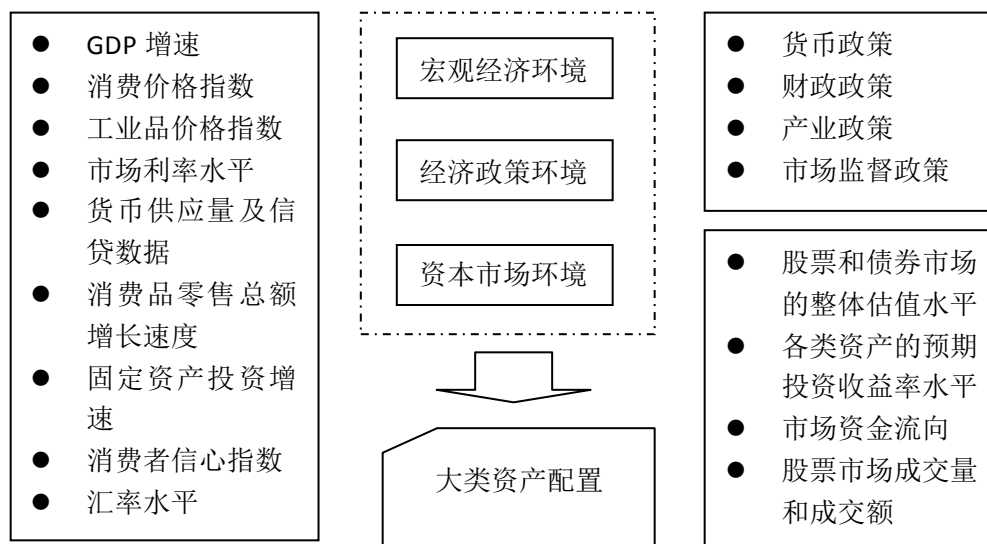 ● GDP 增速
● 消费价格指数
● 工业品价格指数
● 市场利率水平
● 货币供应量及信
贷数据
● 消费品零售总额
增长速度
● 固定资产投资增
速
● 消费者信心指数
● 汇率水平
宏观经济环境
经济政策环境
资本市场环境
大类资产配置
● 货币政策
● 财政政策
● 产业政策
● 市场监督政策
● 股票和债券市场
的整体估值水平
● 各类资产的预期
投资收益率水平
● 市场资金流向
● 股票市场成交量
和成交额